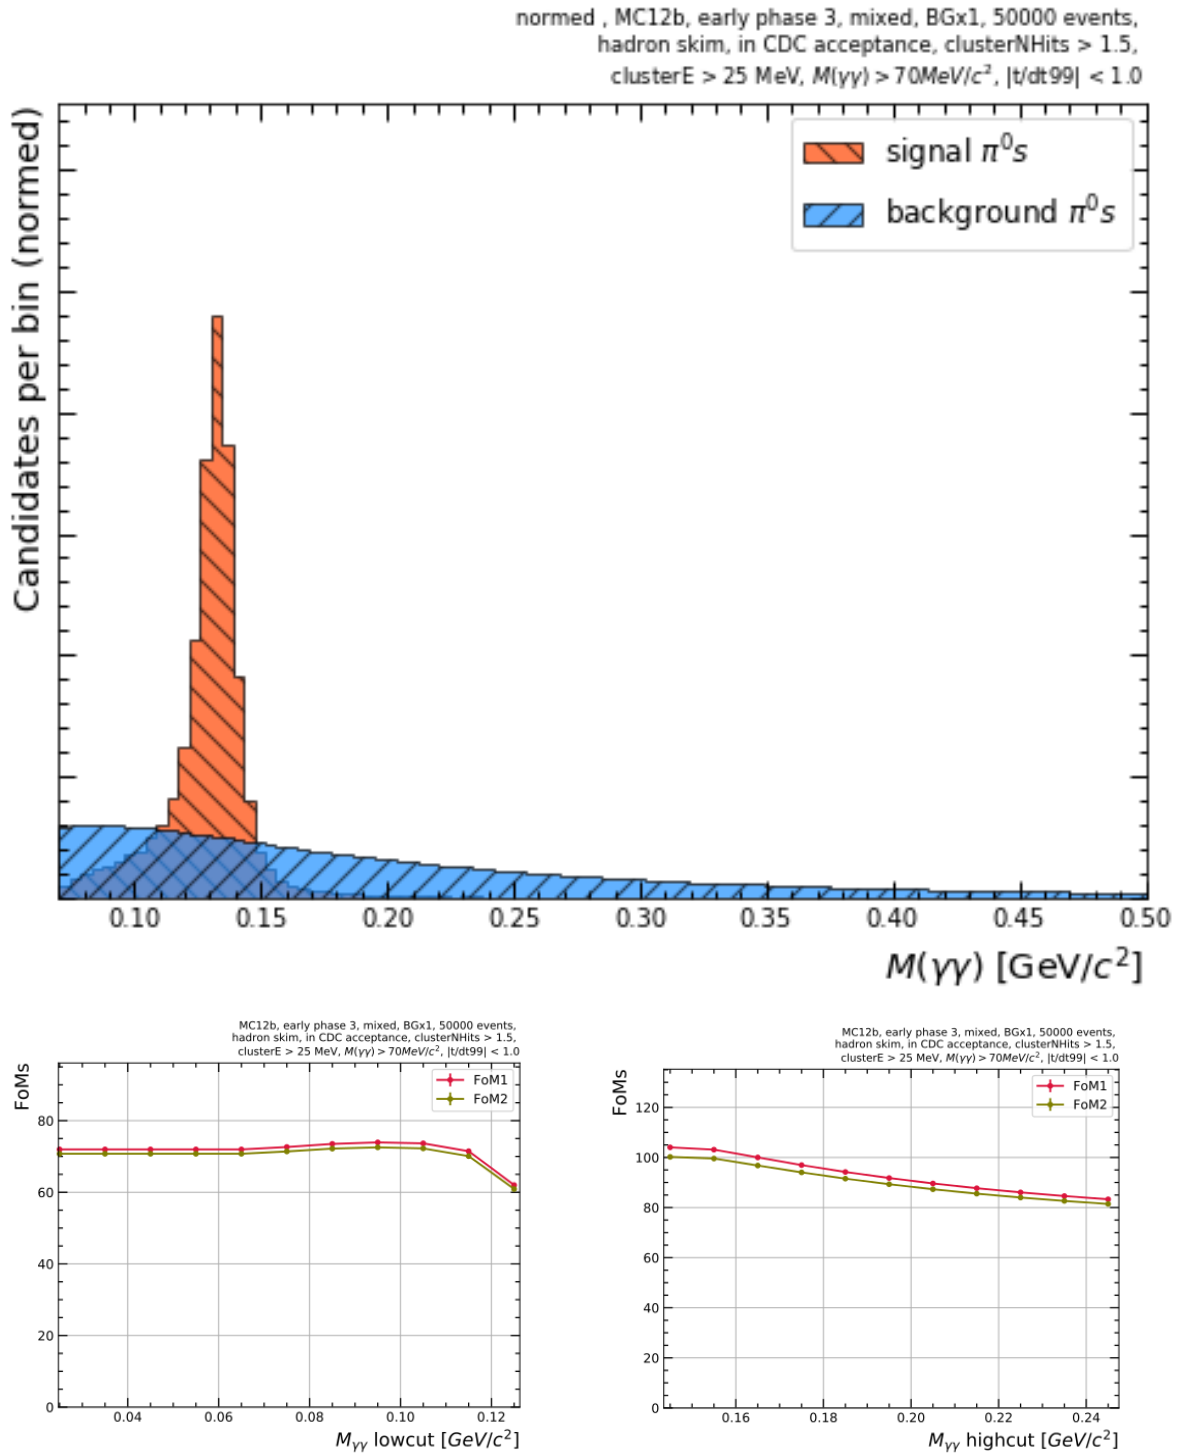 normed , MC12b, early phase 3, mixed, BGx1, 50000 events,
hadron skim, in CDC acceptance, clusterNHits > 1.5,
clusterE > 25 MeV, M(γγ) > 70MeV/c², |t/dt99| < 1.0
Candidates per bin (normed)
signal π⁰s
background π⁰s
0.10 0.15 0.20 0.25 0.30 0.35 0.40 0.45 0.50
M(γγ) [GeV/c²]
MC12b, early phase 3, mixed, BGx1, 50000 events,
hadron skim, in CDC acceptance, clusterNHits > 1.5,
clusterE > 25 MeV, M(γγ) > 70MeV/c², |t/dt99| < 1.0
FoMs
FoM1
FoM2
80
60
40
20
0
0.04 0.06 0.08 0.10 0.12
Mγγ lowcut [GeV/c²]
MC12b, early phase 3, mixed, BGx1, 50000 events,
hadron skim, in CDC acceptance, clusterNHits > 1.5,
clusterE > 25 MeV, M(γγ) > 70MeV/c², |t/dt99| < 1.0
FoMs
FoM1
FoM2
120
100
80
60
40
20
0
0.16 0.18 0.20 0.22 0.24
Mγγ highcut [GeV/c²]